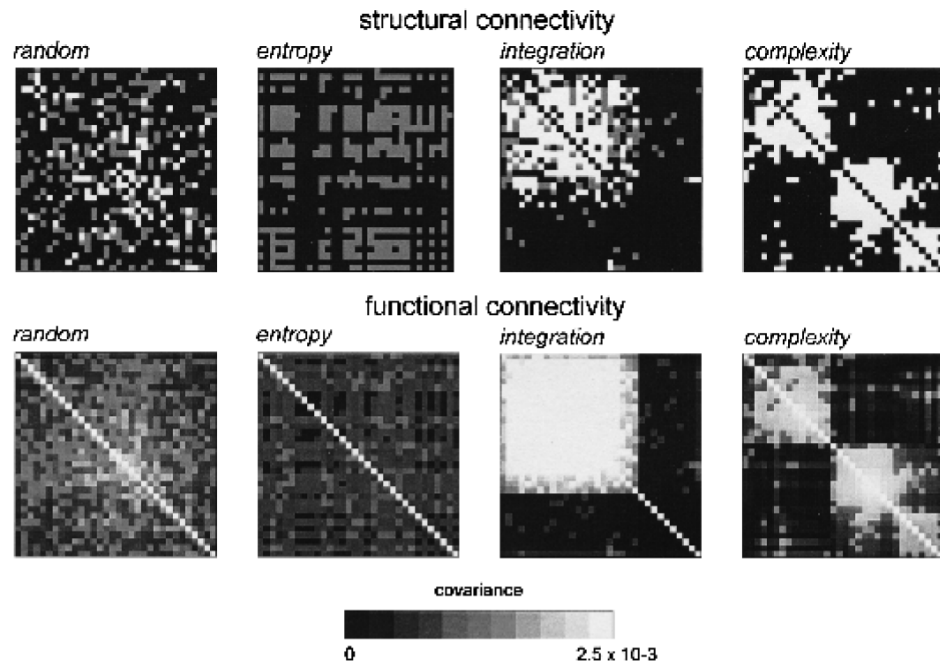 structural connectivity
random entropy integration complexity
functional connectivity
random entropy integration complexity
covariance
0 2.5 x 10-3